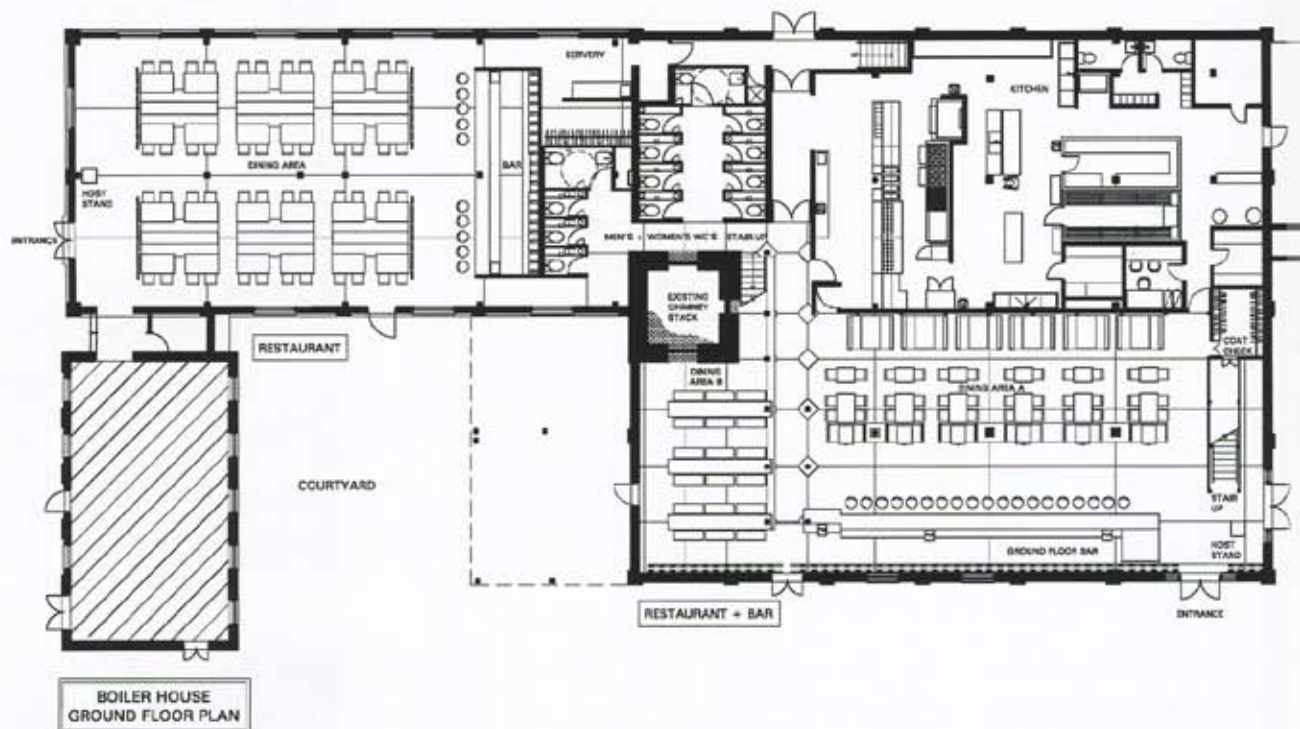 SERVERY
KITCHEN
BAR
DINING AREA
HOST
STAND
ENTRANCE
MEN'S + WOMEN'S WC'S
STAIR UP
EXISTING
CHIMNEY
STACK
RESTAURANT
COAT
CHECK
DINING
AREA B
DINING AREA A
COURTYARD
STAIR
UP
HOST
STAND
GROUND FLOOR BAR
RESTAURANT + BAR
ENTRANCE
BOILER HOUSE
GROUND FLOOR PLAN